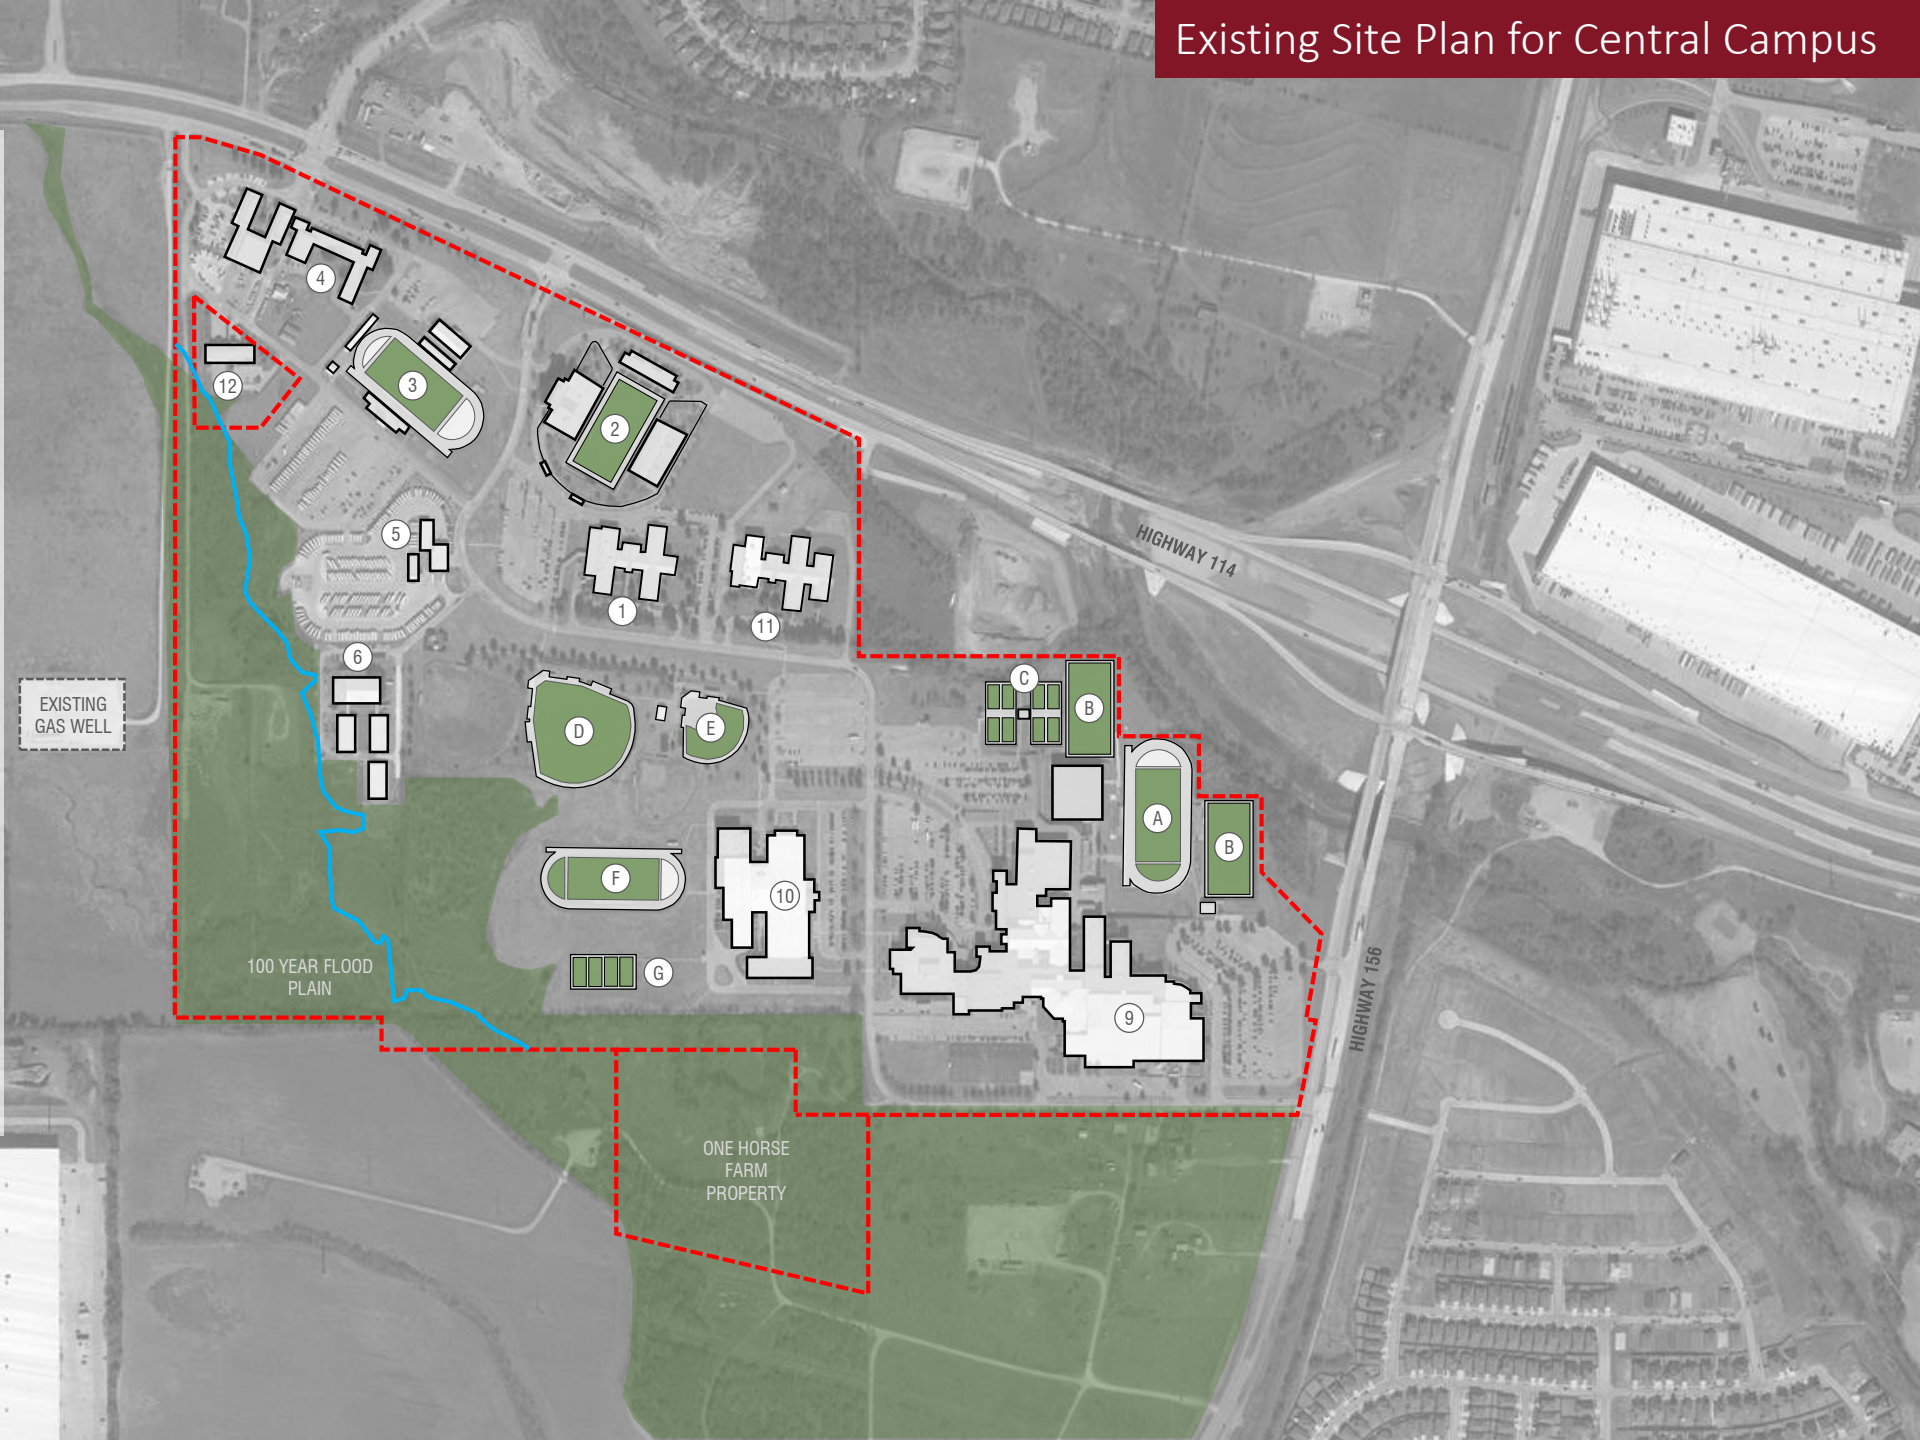 Existing Site Plan for Central Campus
4
12
3
2
HIGHWAY 114
5
1
11
6
EXISTING
GAS WELL
C
B
D
E
A
B
F
10
100 YEAR FLOOD
PLAIN
G
9
HIGHWAY 156
ONE HORSE
FARM
PROPERTY